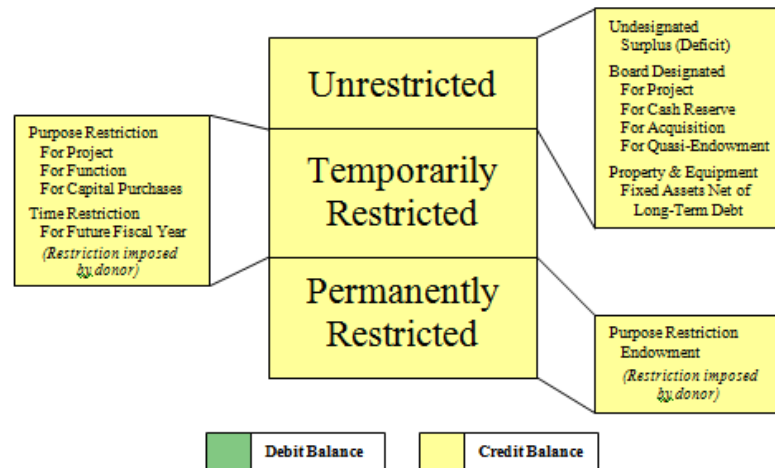 Unrestricted
Temporarily
Restricted
Permanently
Restricted
Undesignated
Surplus (Deficit)
Board Designated
For Project
For Cash Reserve
For Acquisition
For Quasi-Endowment
Property & Equipment
Fixed Assets Net of
Long-Term Debt
Purpose Restriction
For Project
For Function
For Capital Purchases
Time Restriction
For Future Fiscal Year
(Restriction imposed
by donor)
Purpose Restriction
Endowment
(Restriction imposed
by donor)
Debit Balance
Credit Balance